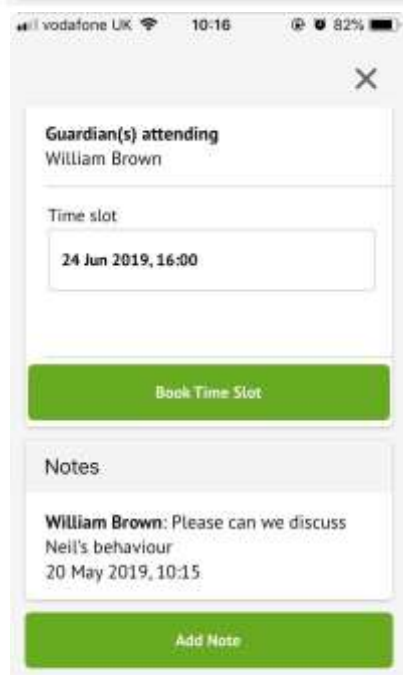 vodafone UK 10:16 82%
Guardian(s) attending
William Brown
Time slot
24 Jun 2019, 16:00
Book Time Slot
Notes
William Brown: Please can we discuss
Neil's behaviour
20 May 2019, 10:15
Add Note